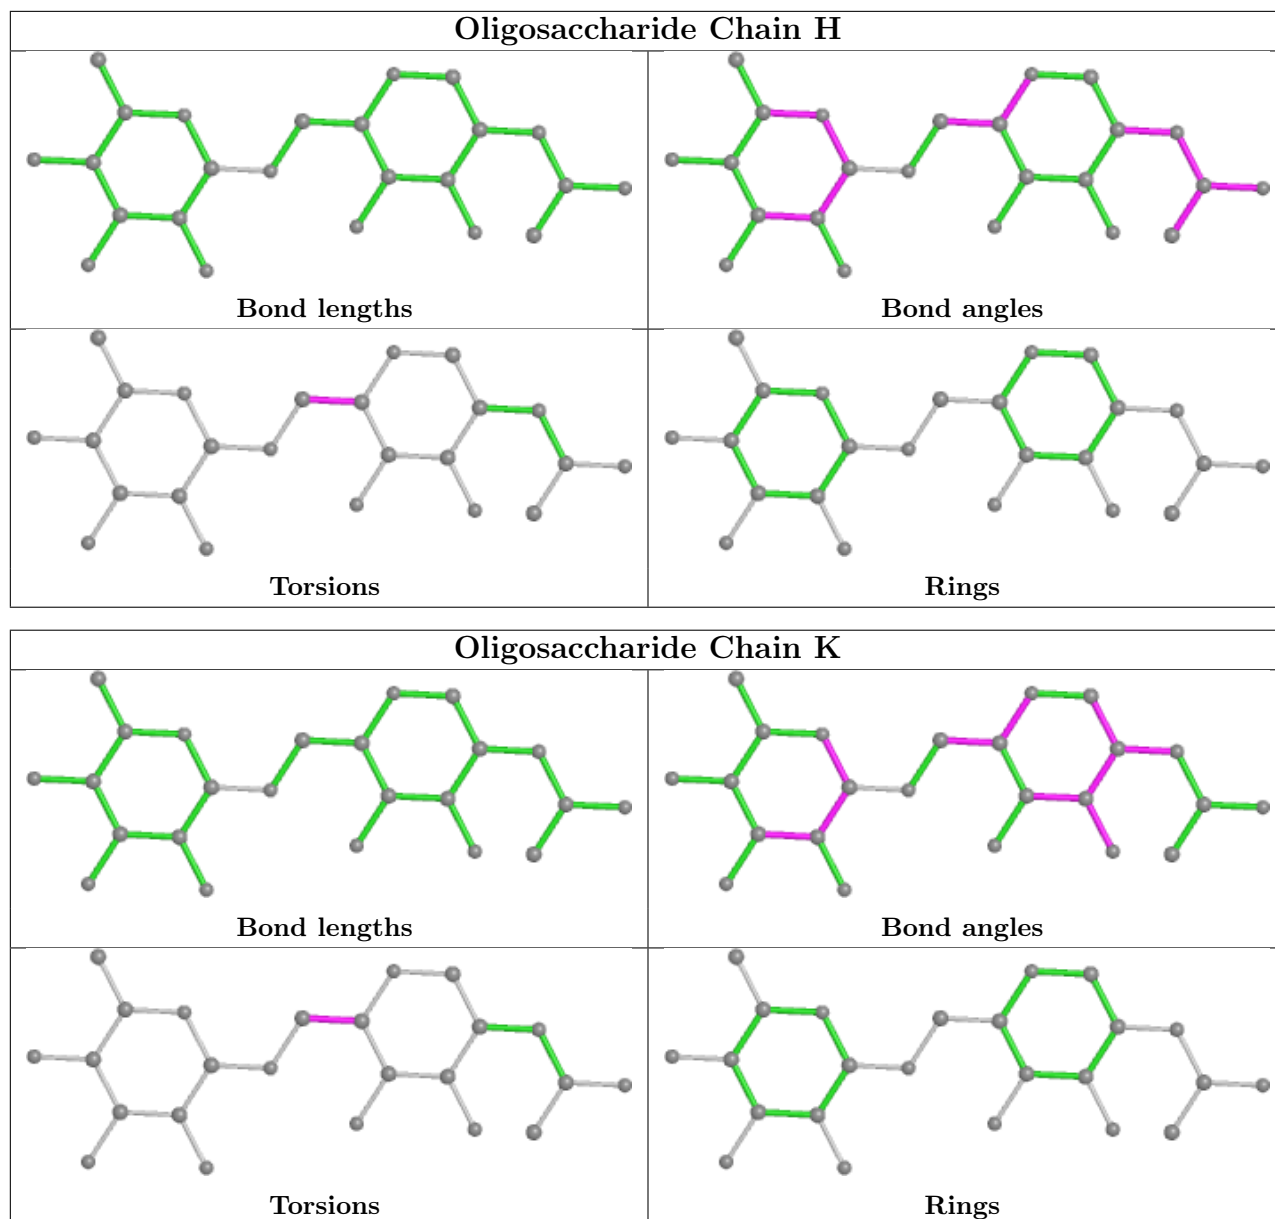 Oligosaccharide Chain H
Bond lengths
Bond angles
Torsions
Rings
Oligosaccharide Chain K
Bond lengths
Bond angles
Torsions
Rings